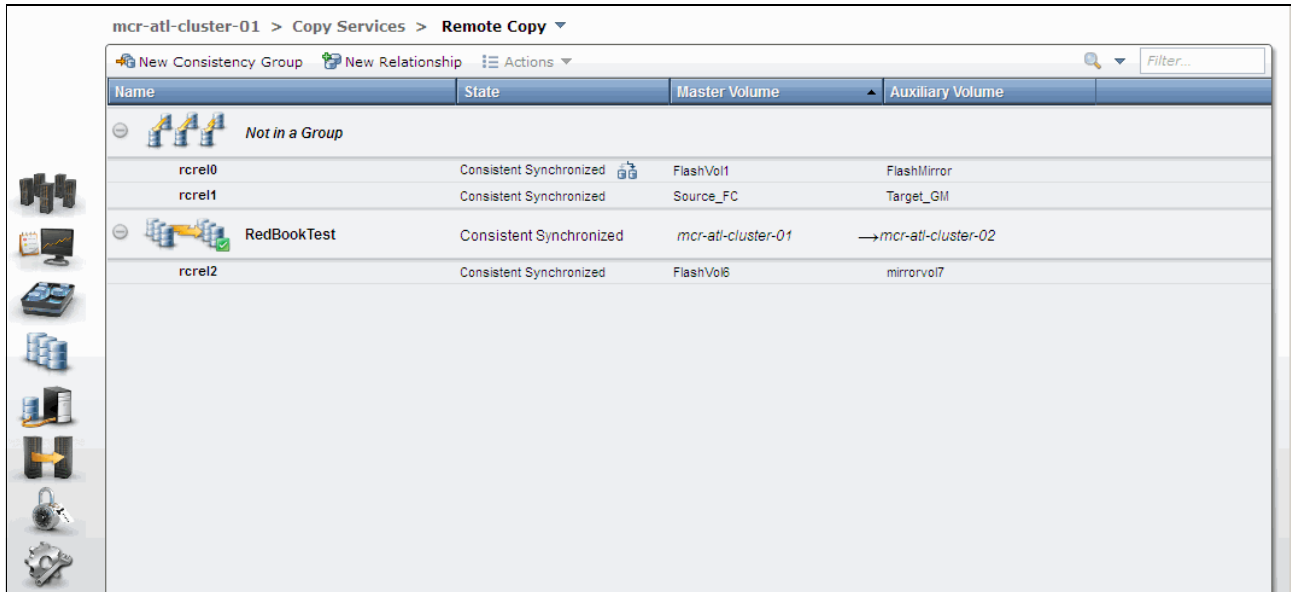 mcr-atl-cluster-01 > Copy Services > Remote Copy
New Consistency Group New Relationship Actions Filter...
Name State Master Volume Auxiliary Volume
Not in a Group
rcrel0 Consistent Synchronized FlashVol1 FlashMirror
rcrel1 Consistent Synchronized Source_FC Target_GM
RedBookTest Consistent Synchronized mcr-atl-cluster-01 →mcr-atl-cluster-02
rcrel2 Consistent Synchronized FlashVol6 mirrorvol7